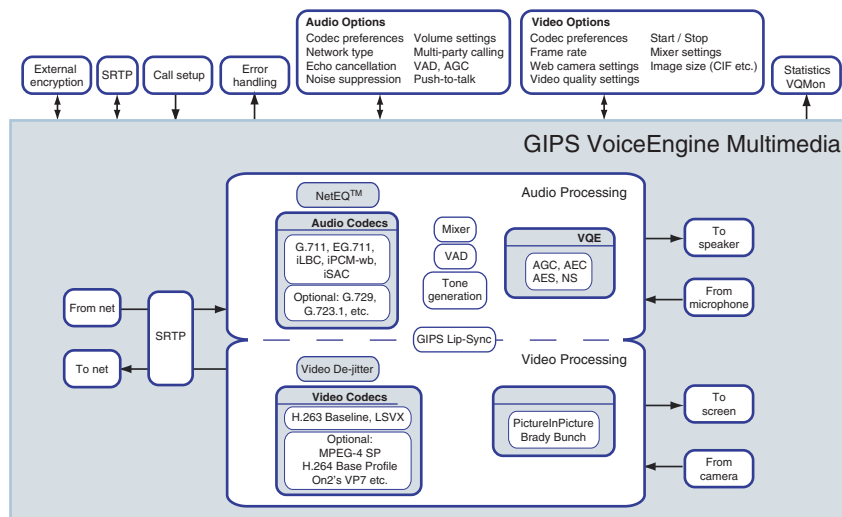 Audio Options
Codec preferences Volume settings
Network type Multi-party calling
Echo cancellation VAD, AGC
Noise suppression Push-to-talk
Video Options
Codec preferences Start / Stop
Frame rate Mixer settings
Web camera settings Image size (CIF etc.)
Video quality settings
External
encryption
SRTP
Call setup
Error
handling
Statistics
VQMon
GIPS VoiceEngine Multimedia
NetEQ™
Audio Processing
Audio Codecs
G.711, EG.711,
iLBC, iPCM-wb,
iSAC
Optional: G.729,
G.723.1, etc.
Mixer
VAD
Tone
generation
VQE
AGC, AEC
AES, NS
To
speaker
From
microphone
From net
SRTP
To net
GIPS Lip-Sync
Video De-jitter
Video Processing
Video Codecs
H.263 Baseline, LSVX
Optional:
MPEG-4 SP
H.264 Base Profile
On2's VP7 etc.
PictureInPicture
Brady Bunch
To
screen
From
camera